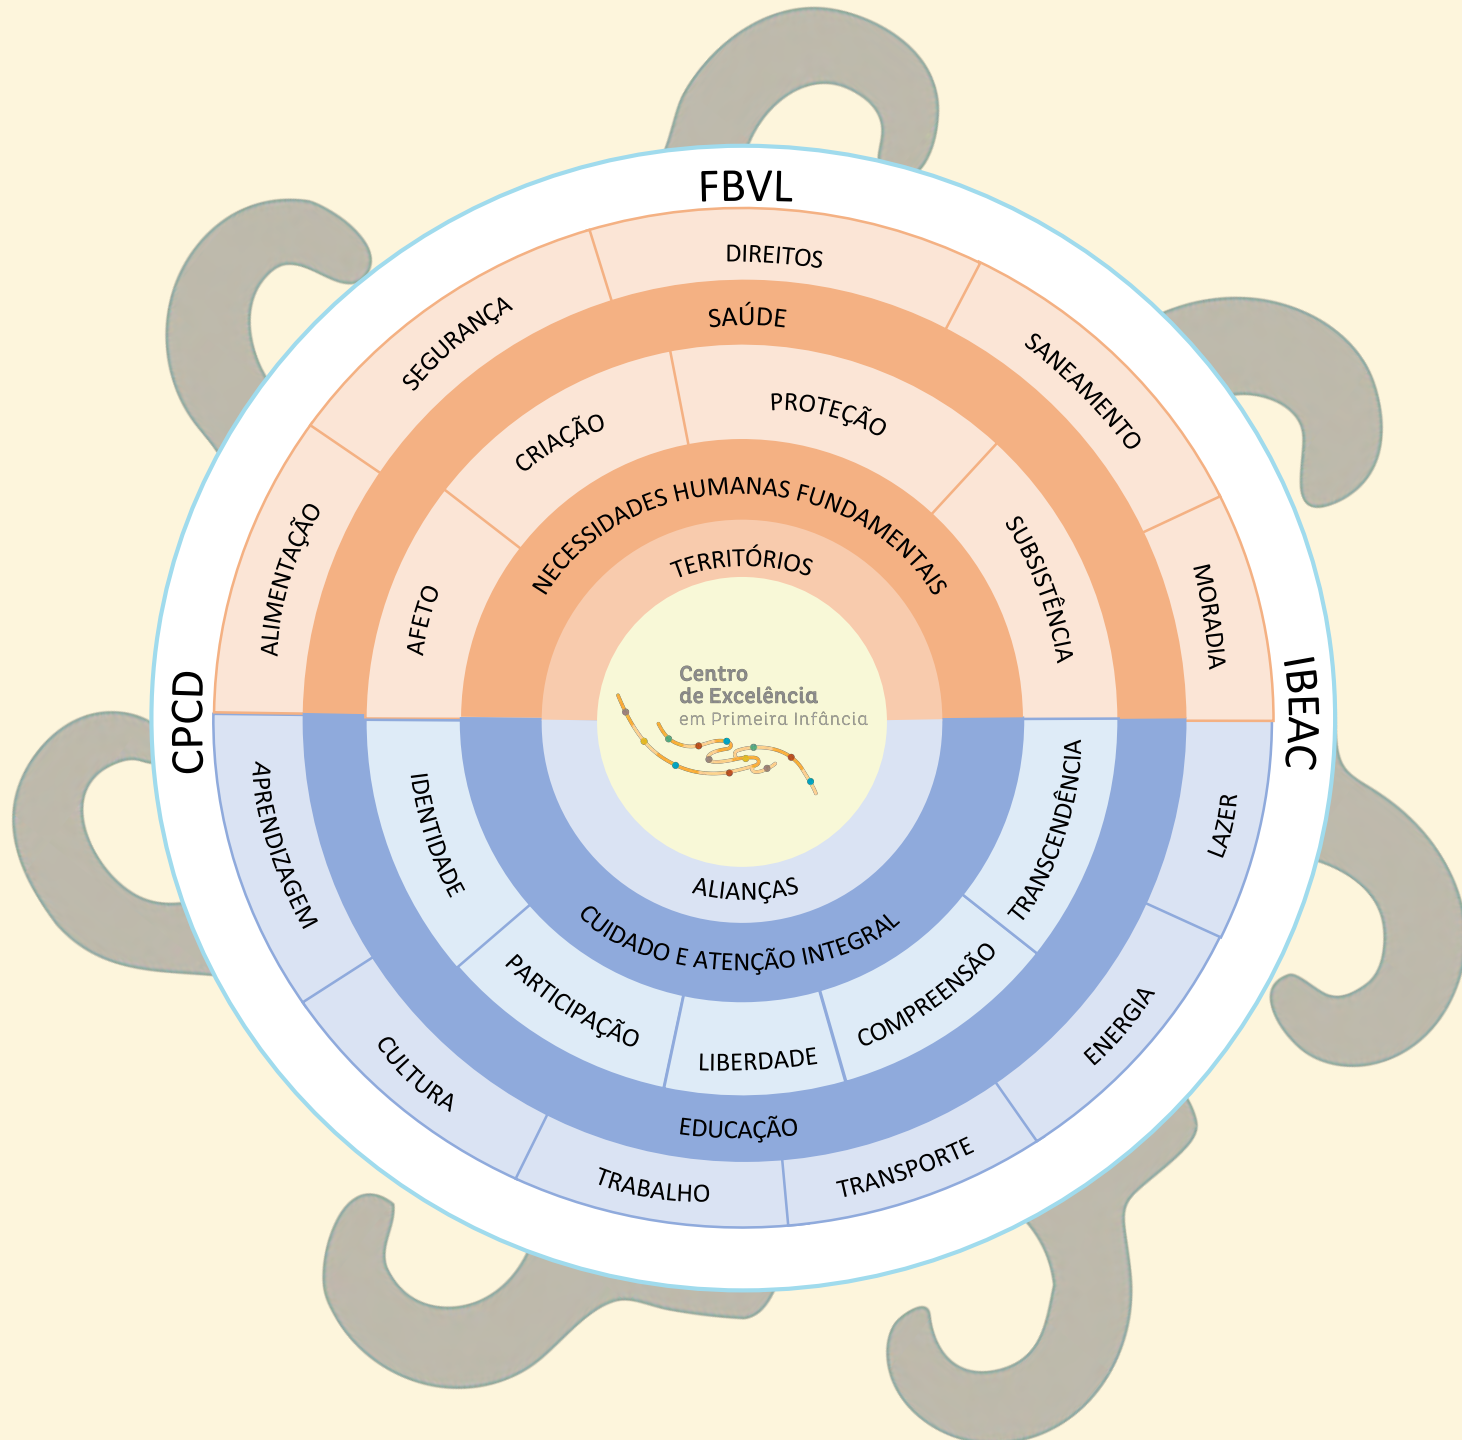 FBVL
DIREITOS
SAÚDE
SEGURANÇA
SANEAMENTO
PROTEÇÃO
CRIAÇÃO
NECESSIDADES HUMANAS FUNDAMENTAIS
TERRITÓRIOS
ALIMENTAÇÃO
AFETO
SUBSISTÊNCIA
MORADIA
Centro
de Excelência
em Primeira Infância
CPCD
IBEAC
APRENDIZAGEM
IDENTIDADE
TRANSCENDÊNCIA
LAZER
ALIANÇAS
CUIDADO E ATENÇÃO INTEGRAL
PARTICIPAÇÃO
COMPREENSÃO
LIBERDADE
ENERGIA
CULTURA
EDUCAÇÃO
TRABALHO
TRANSPORTE